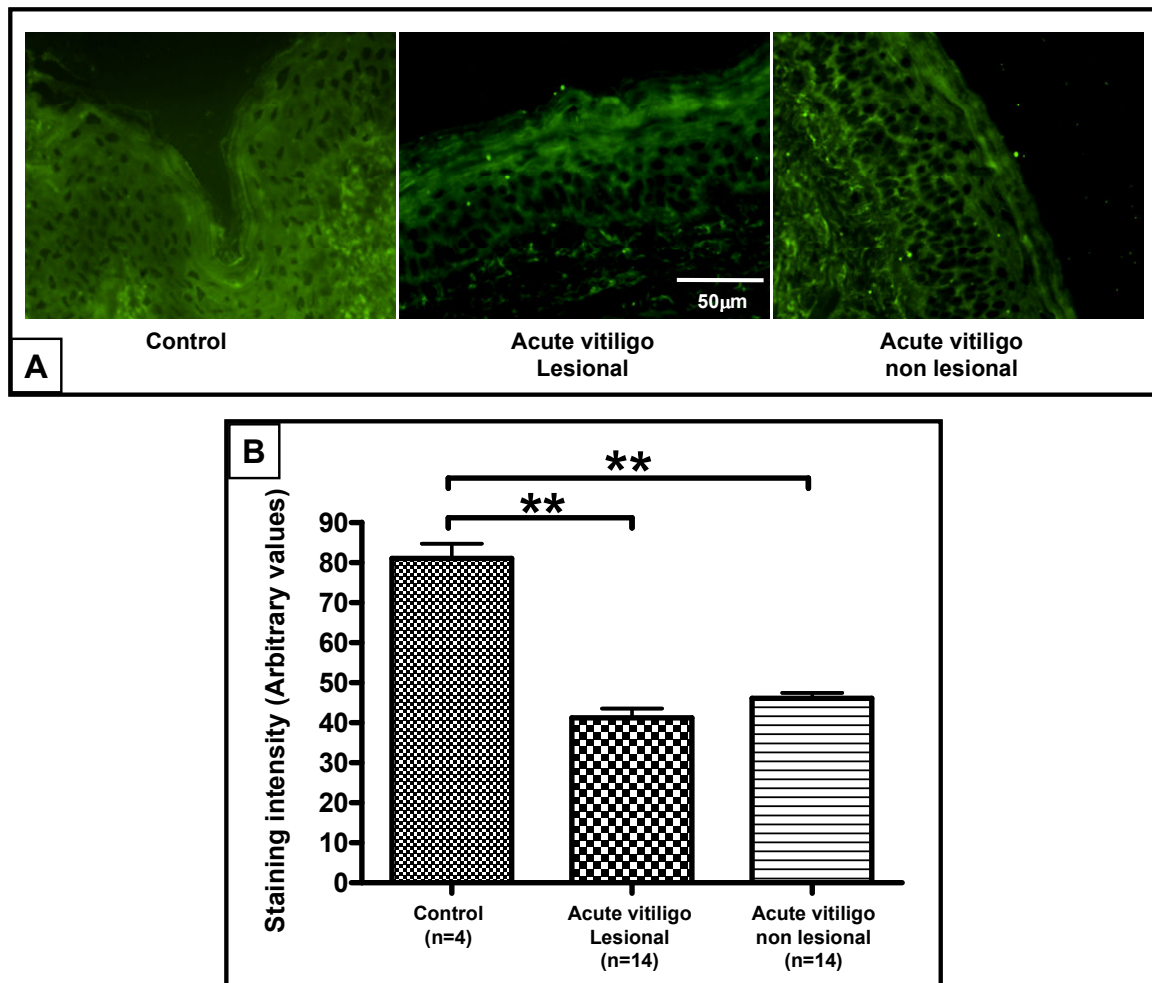 50µm
Control
Acute vitiligo
Lesional
Acute vitiligo
non lesional
A
B
**
**
Staining intensity (Arbitrary values)
90
80
70
60
50
40
30
20
10
0
Control
(n=4)
Acute vitiligo
Lesional
(n=14)
Acute vitiligo
non lesional
(n=14)